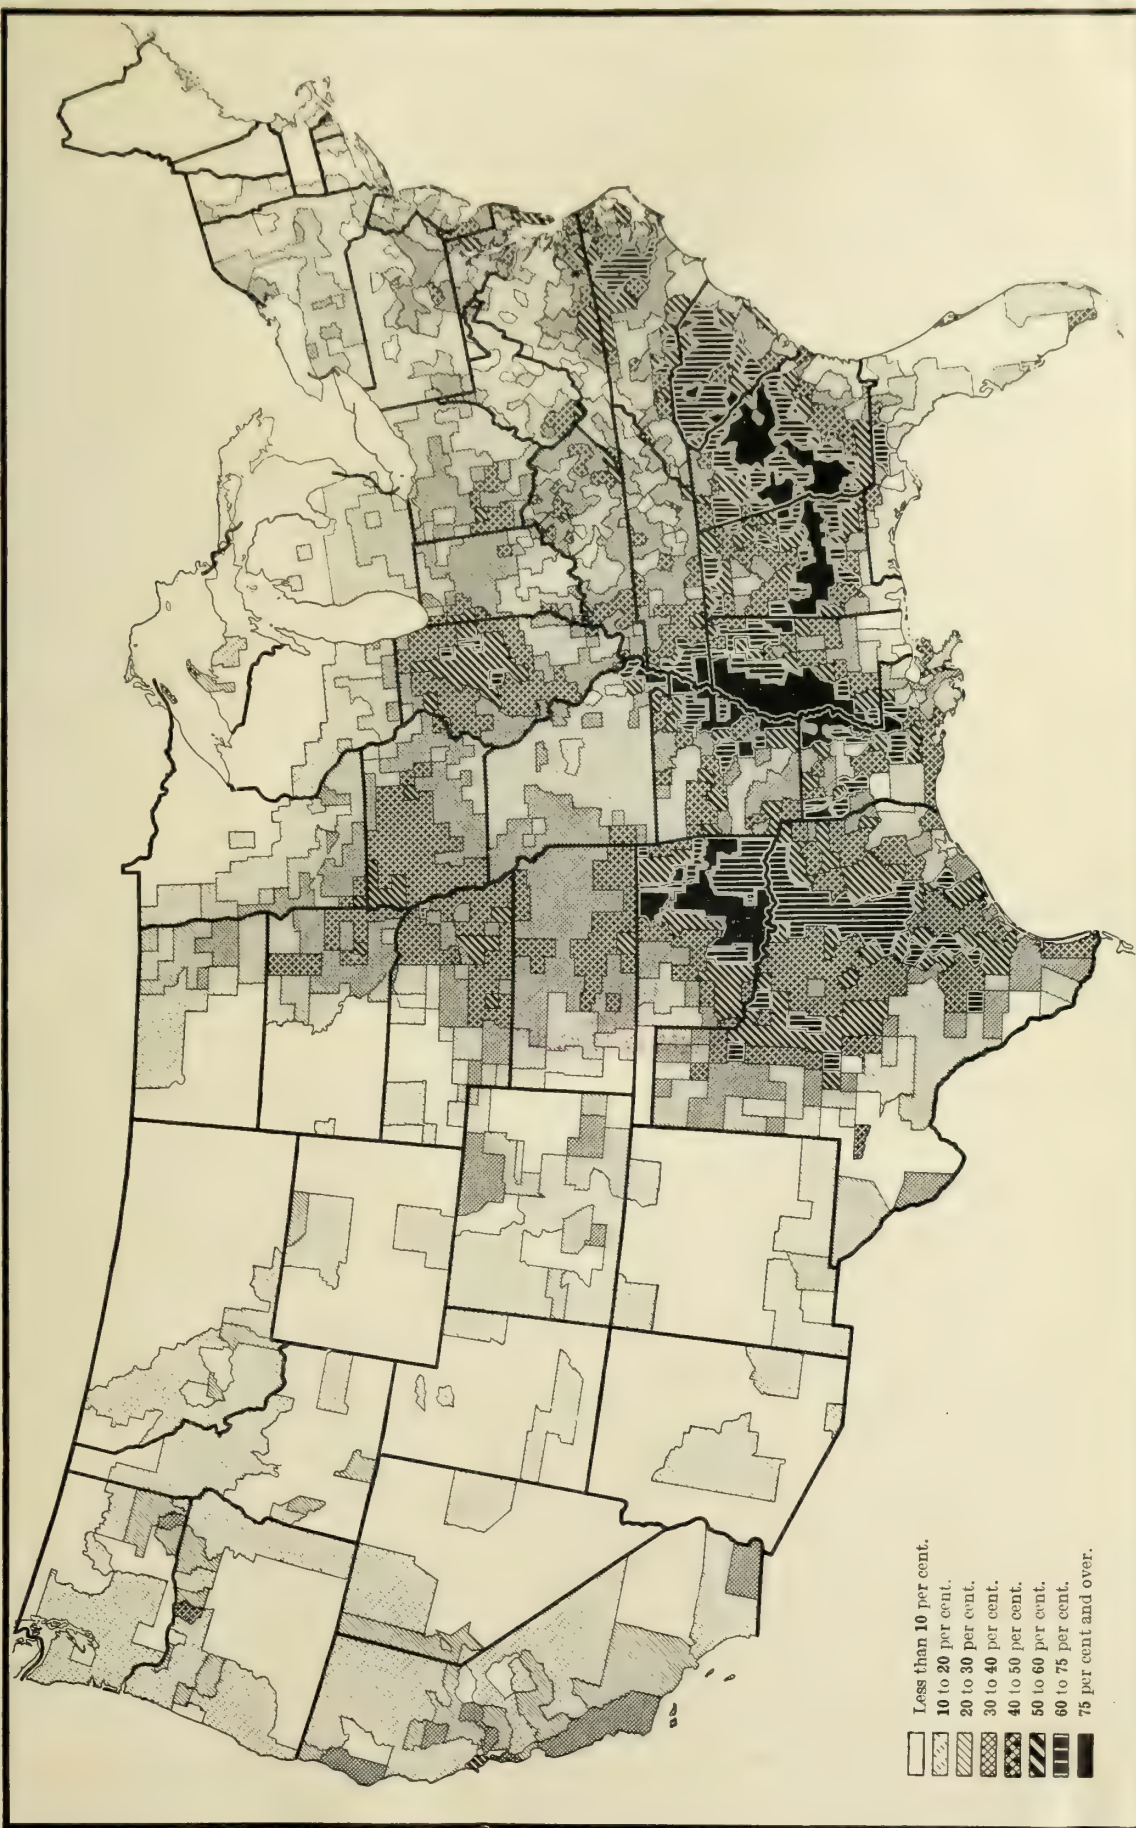 Less than 10 per cent.
10 to 20 per cent.
20 to 30 per cent.
30 to 40 per cent.
40 to 50 per cent.
50 to 60 per cent.
60 to 75 per cent.
75 per cent and over.